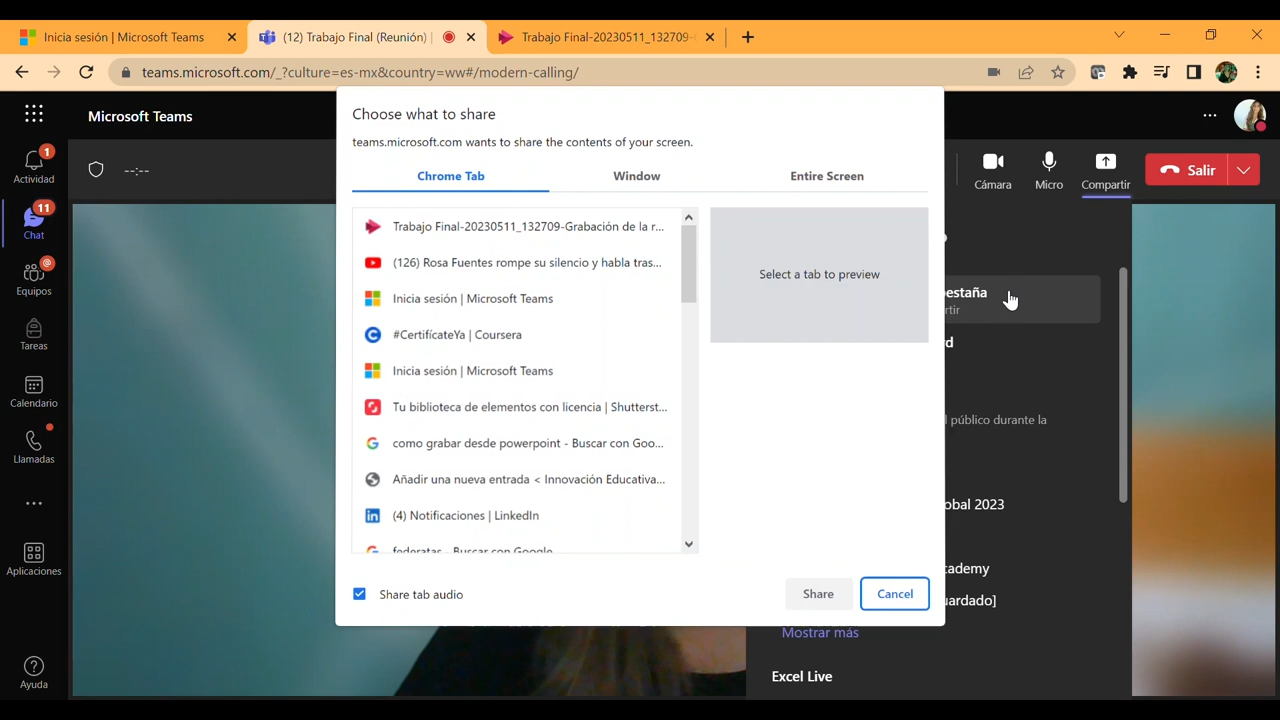 Inicia sesión | Microsoft Teams
(12) Trabajo Final (Reunión) |
Trabajo Final-20230511_132709-
teams.microsoft.com/_?culture=es-mx&country=ww#/modern-calling/
Microsoft Teams
1
Actividad
11
Chat
@
Equipos
Tareas
Calendario
Llamadas
Aplicaciones
Ayuda
--:--
Cámara
Micro
Compartir
Salir
Choose what to share
teams.microsoft.com wants to share the contents of your screen.
Chrome Tab
Window
Entire Screen
Trabajo Final-20230511_132709-Grabación de la r...
(126) Rosa Fuentes rompe su silencio y habla tras...
Inicia sesión | Microsoft Teams
#CertifícateYa | Coursera
Inicia sesión | Microsoft Teams
Tu biblioteca de elementos con licencia | Shutterst...
como grabar desde powerpoint - Buscar con Goo...
Añadir una nueva entrada < Innovación Educativa...
(4) Notificaciones | LinkedIn
federatas - Buscar con Google
Select a tab to preview
Share tab audio
Share
Cancel
estaña
rtir
d
l público durante la
obal 2023
cademy
uardado]
Mostrar más
Excel Live